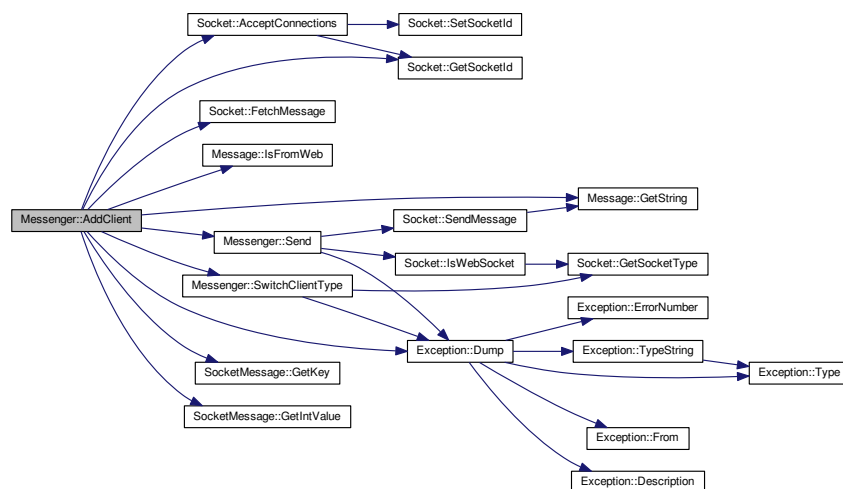 Socket::AcceptConnections
Socket::SetSocketId
Socket::GetSocketId
Socket::FetchMessage
Message::IsFromWeb
Message::GetString
Messenger::AddClient
Socket::SendMessage
Messenger::Send
Socket::IsWebSocket
Socket::GetSocketType
Messenger::SwitchClientType
Exception::ErrorNumber
Exception::Dump
Exception::TypeString
Exception::Type
SocketMessage::GetKey
SocketMessage::GetIntValue
Exception::From
Exception::Description